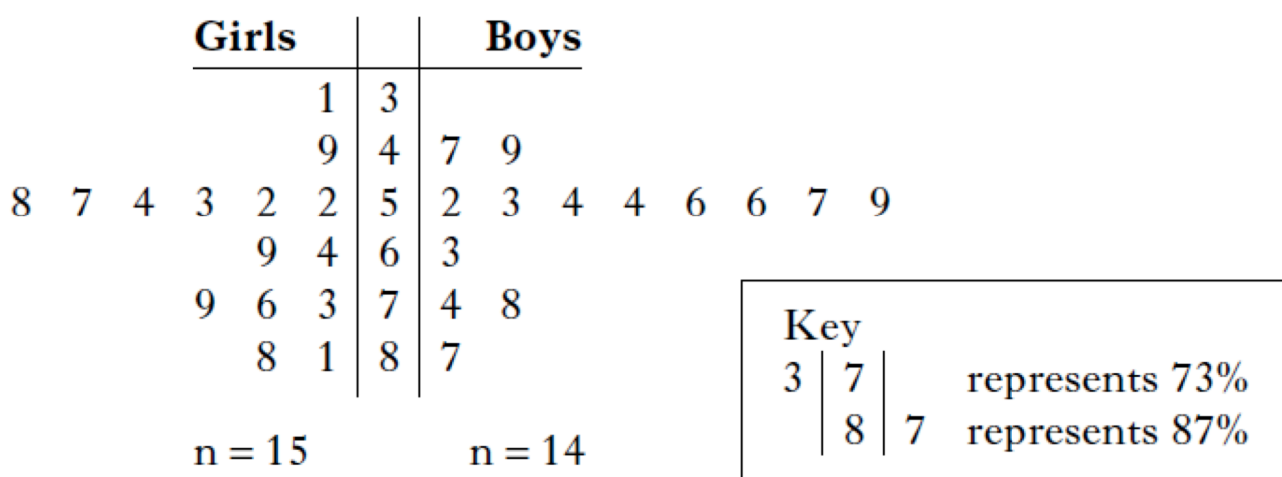 Girls Boys
1 3
9 4 7 9
8 7 4 3 2 2 5 2 3 4 4 6 6 7 9
9 4 6 3
9 6 3 7 4 8
8 1 8 7
n = 15 n = 14
Key
3 7 represents 73%
8 7 represents 87%